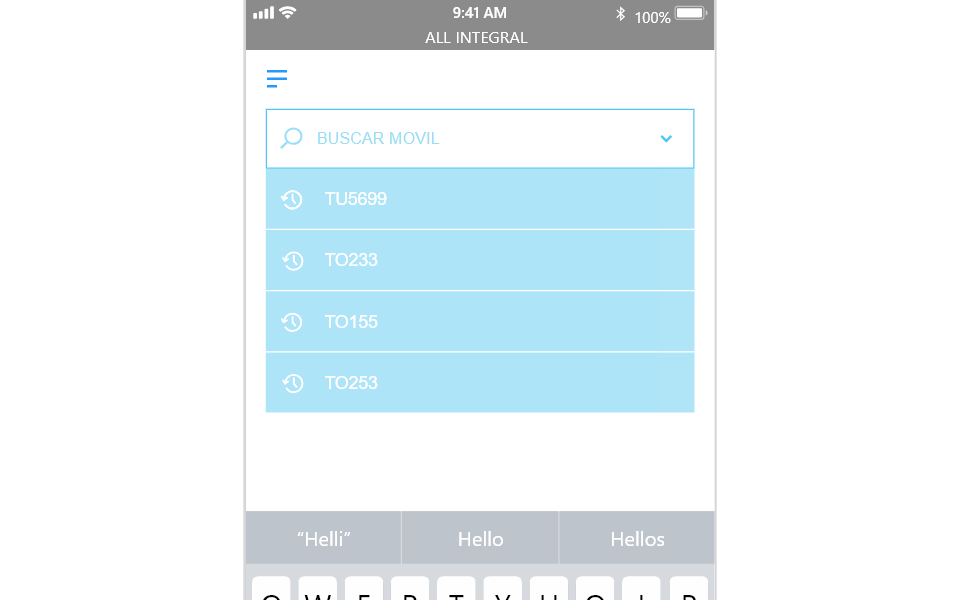 9:41 AM
100%
ALL INTEGRAL
BUSCAR MOVIL
TU5699
TO233
TO155
TO253
“Helli” Hello Hellos
Q W E R T Y U O I P